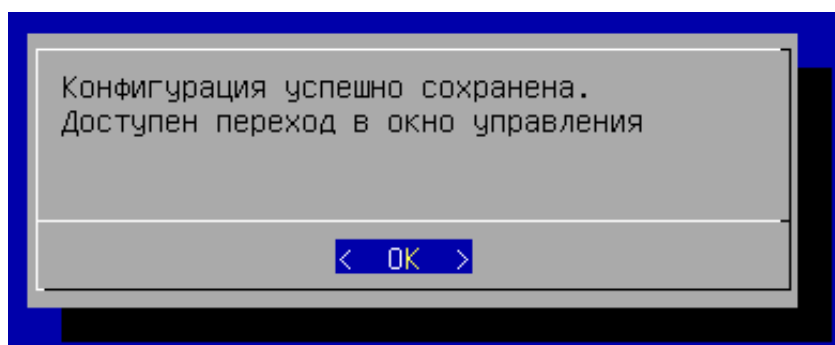 Конфигурация успешно сохранена.
Доступен переход в окно управления
< OK >